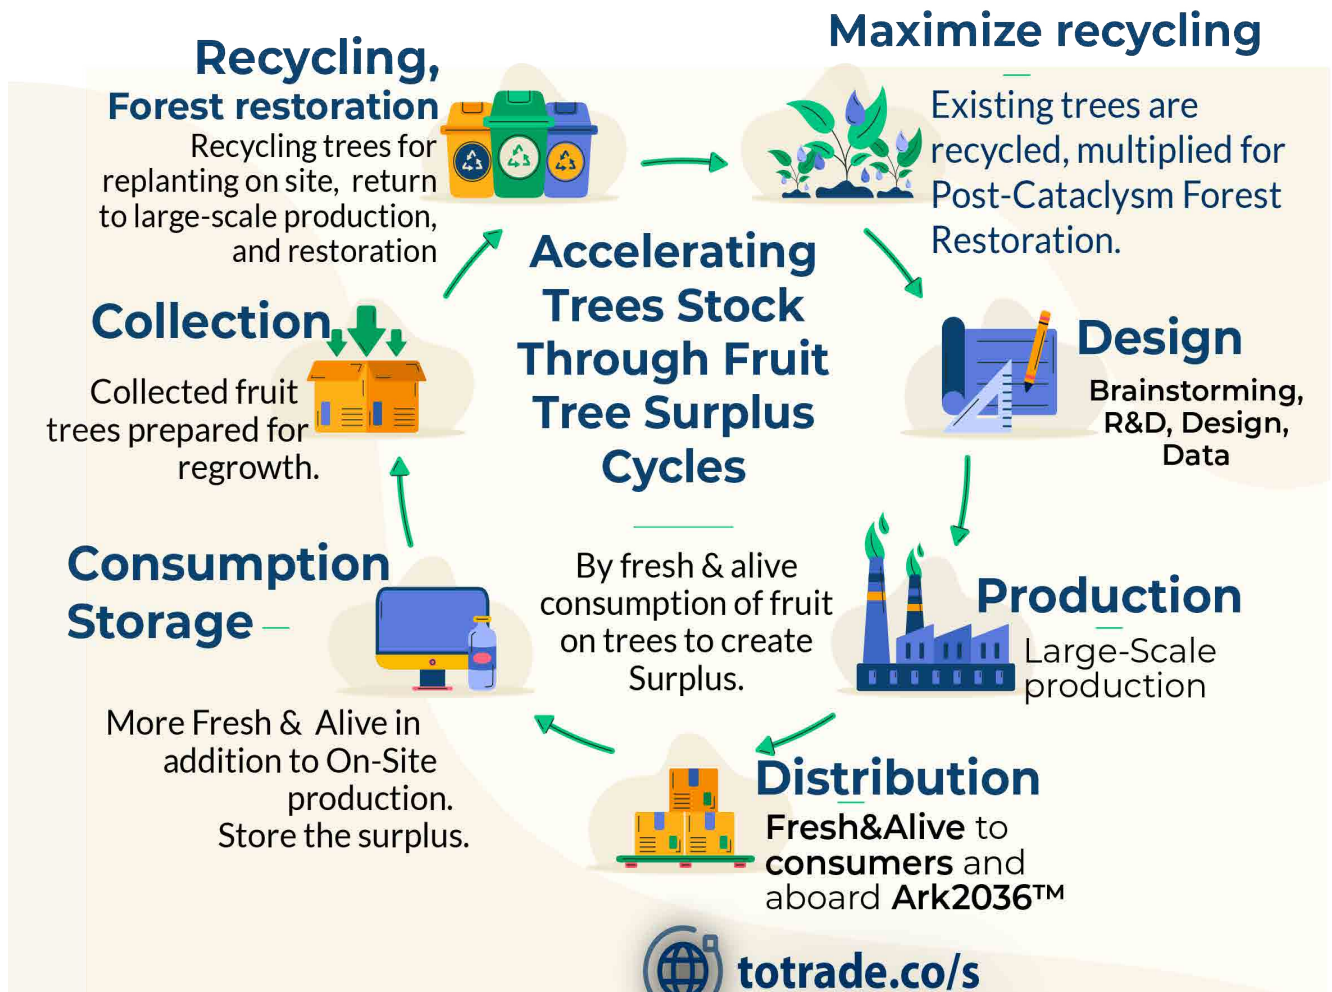 Recycling,
Forest restoration
Recycling trees for
replanting on site, return
to large-scale production,
and restoration
Maximize recycling
Existing trees are
recycled, multiplied for
Post-Cataclysm Forest
Restoration.
Accelerating
Trees Stock
Through Fruit
Tree Surplus
Cycles
By fresh & alive
consumption of fruit
on trees to create
Surplus.
Design
Brainstorming,
R&D, Design,
Data
Production
Large-Scale
production
Distribution
Fresh&Alive to
consumers and
aboard Ark2036™
Consumption
Storage
More Fresh & Alive in
addition to On-Site
production.
Store the surplus.
Collection
Collected fruit
trees prepared for
regrowth.
totrade.co/s